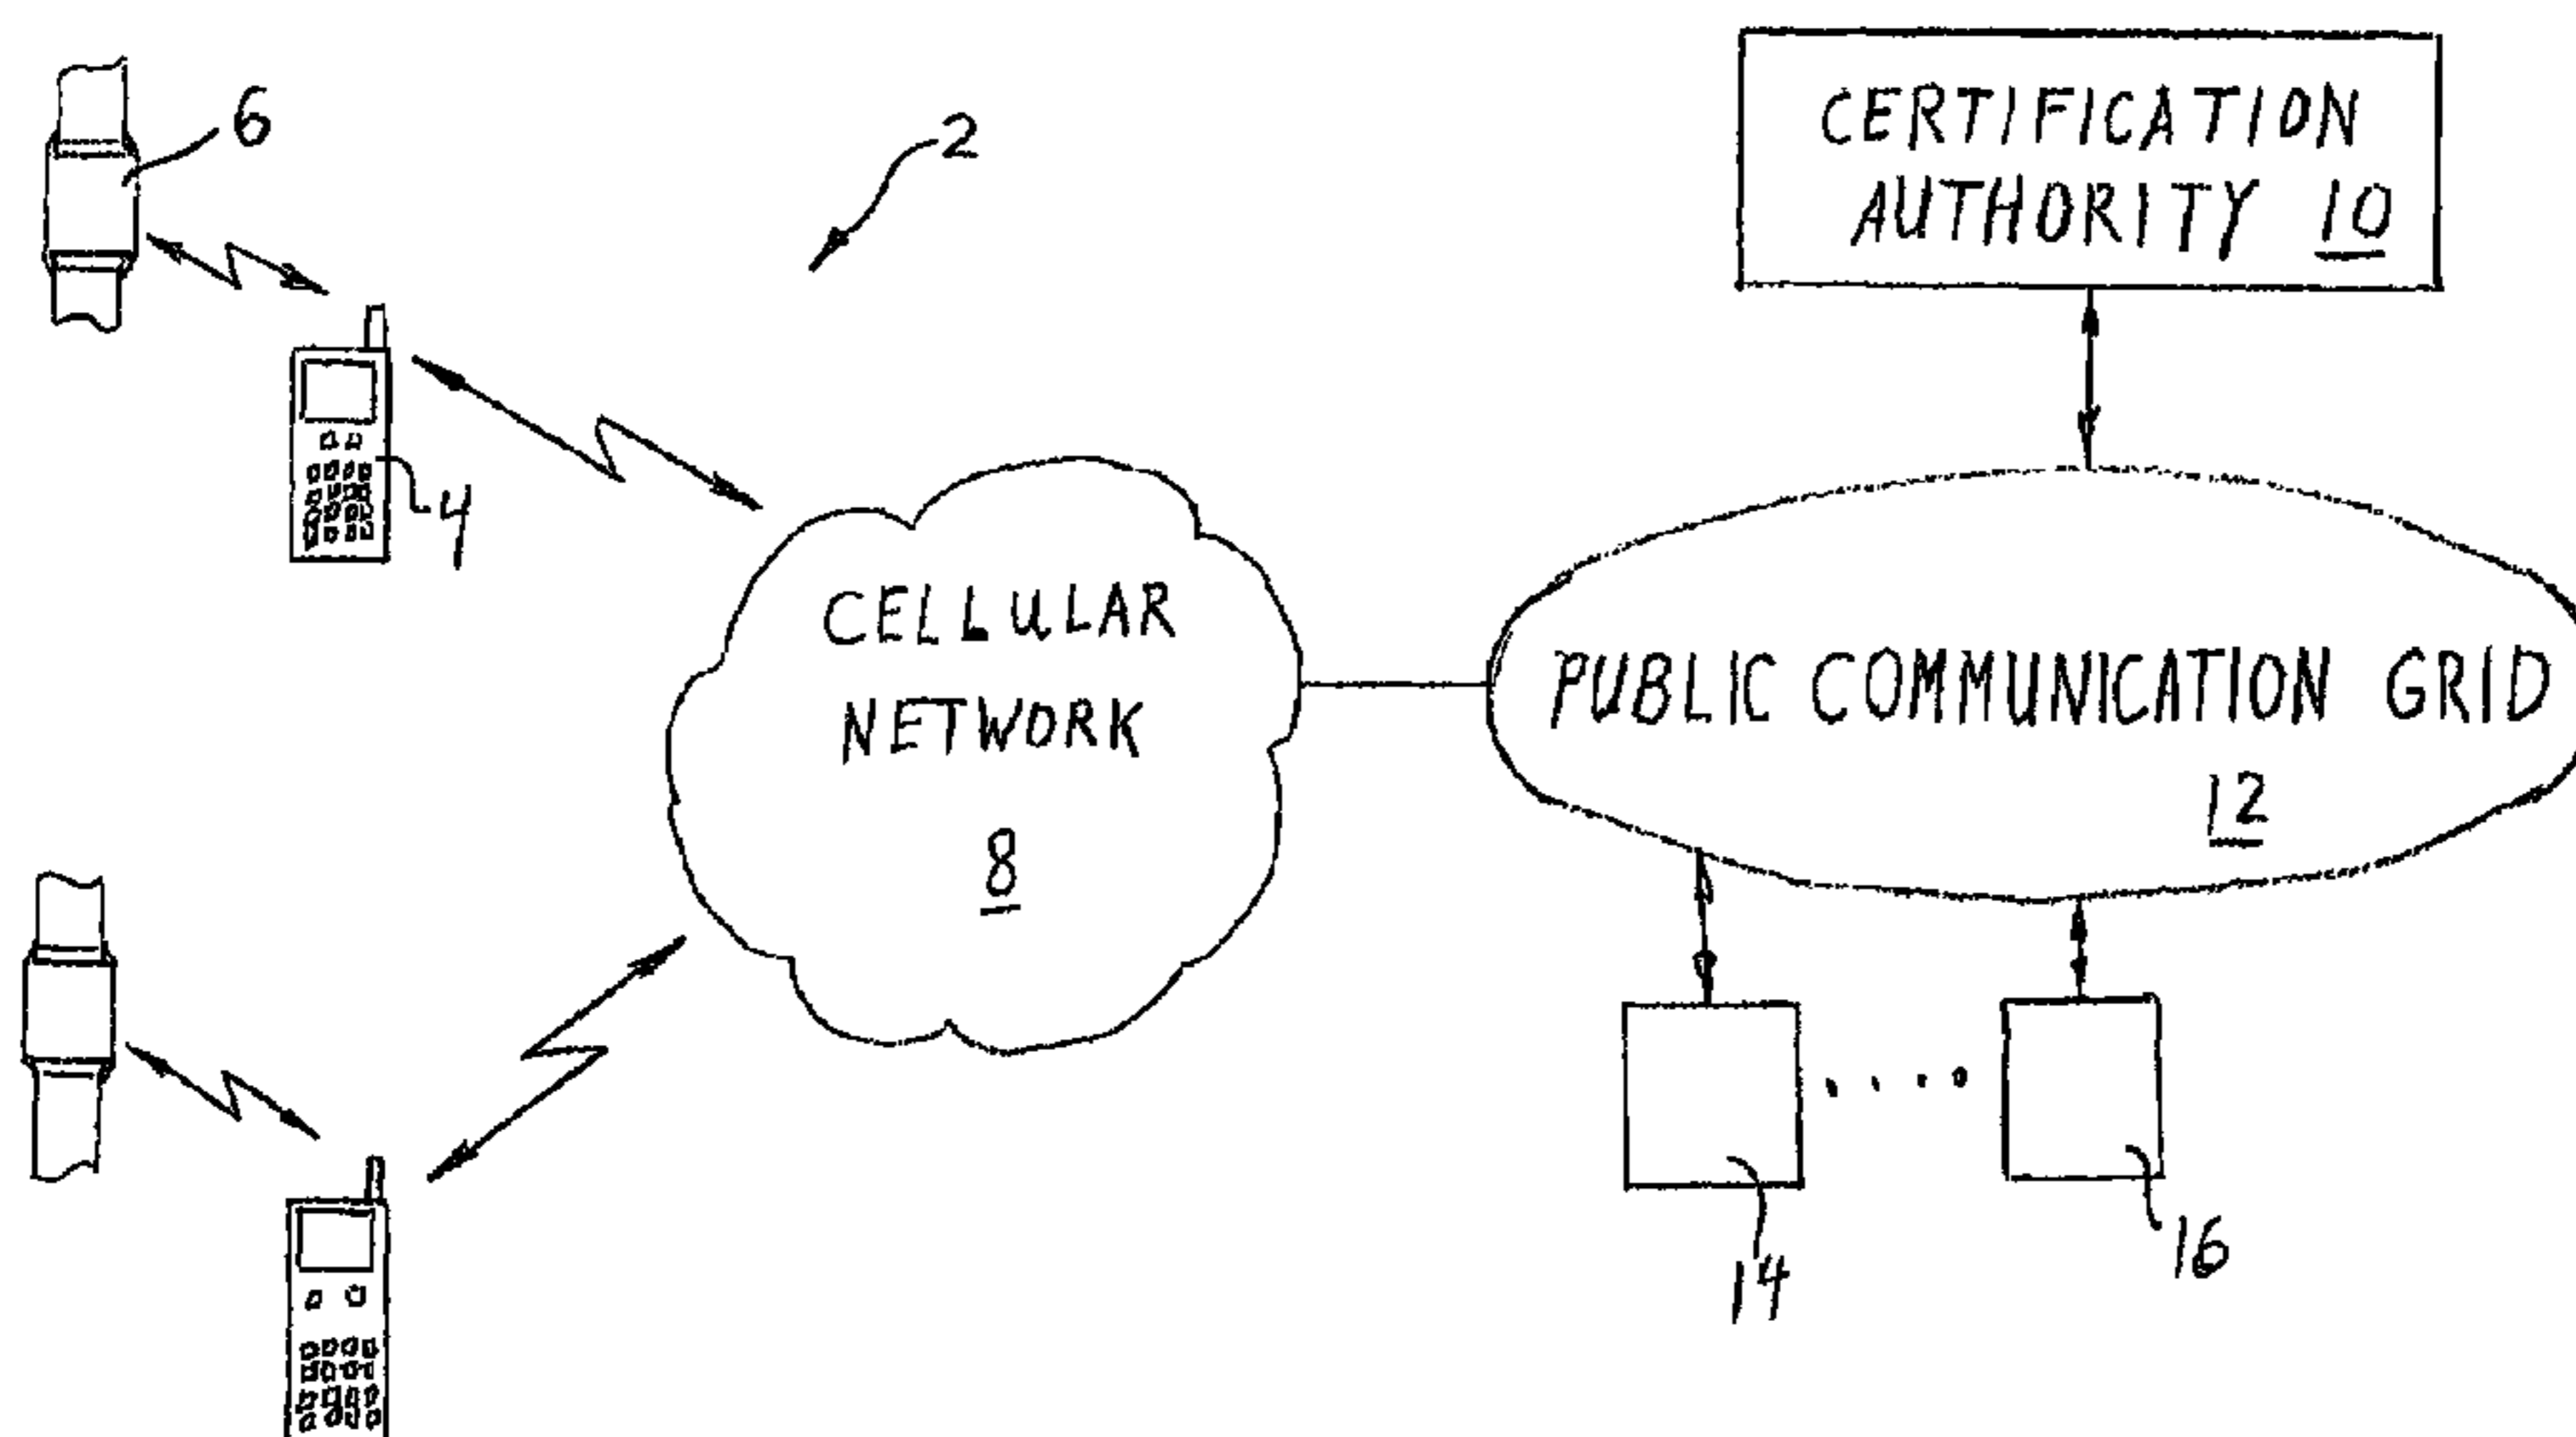 6
2
CERTIFICATION
AUTHORITY 10
4
CELLULAR
NETWORK
8
PUBLIC COMMUNICATION GRID
12
14
16